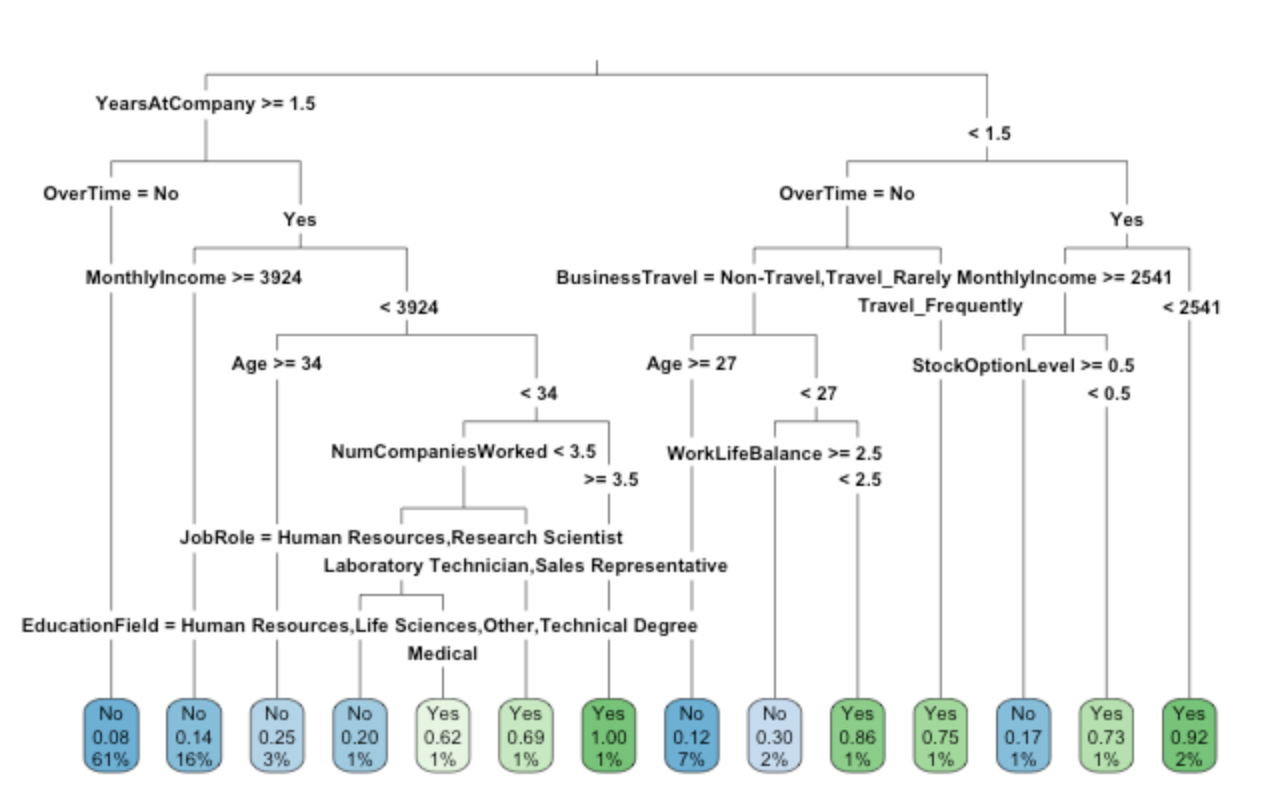 YearsAtCompany >= 1.5
< 1.5
OverTime = No
OverTime = No
Yes
Yes
MonthlyIncome >= 3924
BusinessTravel = Non-Travel,Travel_Rarely
MonthlyIncome >= 2541
< 3924
Travel_Frequently
< 2541
Age >= 34
Age >= 27
StockOptionLevel >= 0.5
< 34
< 27
< 0.5
NumCompaniesWorked < 3.5
WorkLifeBalance >= 2.5
>= 3.5
< 2.5
JobRole = Human Resources,Research Scientist
Laboratory Technician,Sales Representative
EducationField = Human Resources,Life Sciences,Other,Technical Degree
Medical
No
0.08
61%
No
0.14
16%
No
0.25
3%
No
0.20
1%
Yes
0.62
1%
Yes
0.69
1%
Yes
1.00
1%
No
0.12
7%
No
0.30
2%
Yes
0.86
1%
Yes
0.75
1%
No
0.17
1%
Yes
0.73
1%
Yes
0.92
2%